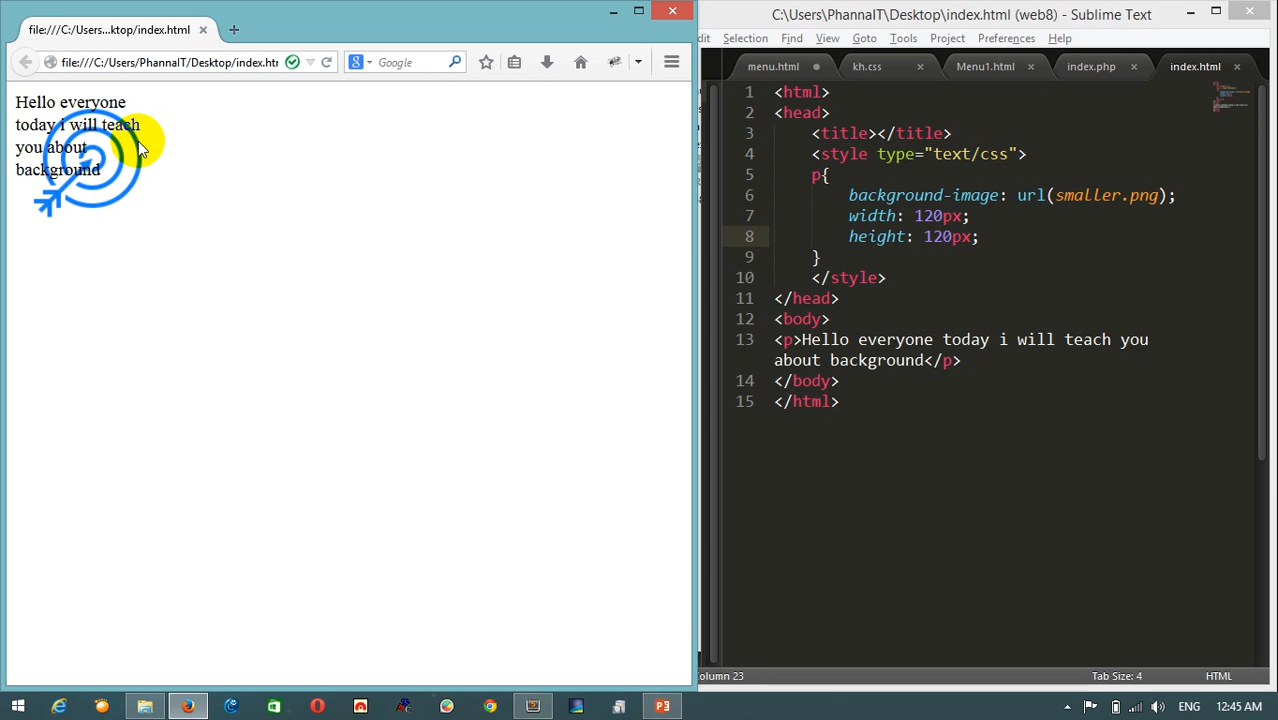 file:///C:/Users...ktop/index.html
file:///C:/Users/PhannaIT/Desktop/index.htm
Google
Hello everyone
today i will teach
you about
background
C:\Users\PhannaIT\Desktop\index.html (web8) - Sublime Text
dit Selection Find View Goto Tools Project Preferences Help
menu.html kh.css Menu1.html index.php index.html
1 <html>
2 <head>
3 <title></title>
4 <style type="text/css">
5 p{
6 background-image: url(smaller.png);
7 width: 120px;
8 height: 120px;
9 }
10 </style>
11 </head>
12 <body>
13 <p>Hello everyone today i will teach you
about background</p>
14 </body>
15 </html>
olumn 23 Tab Size: 4 HTML
ENG 12:45 AM